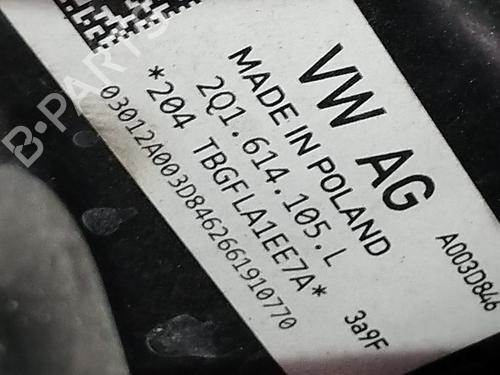 VW AG
MADE IN POLAND
2Q1.614.105.L
*204 TBGFLA1EE7A*
03012A003D8462661910770
A003D846
3a9F
B-PARTS